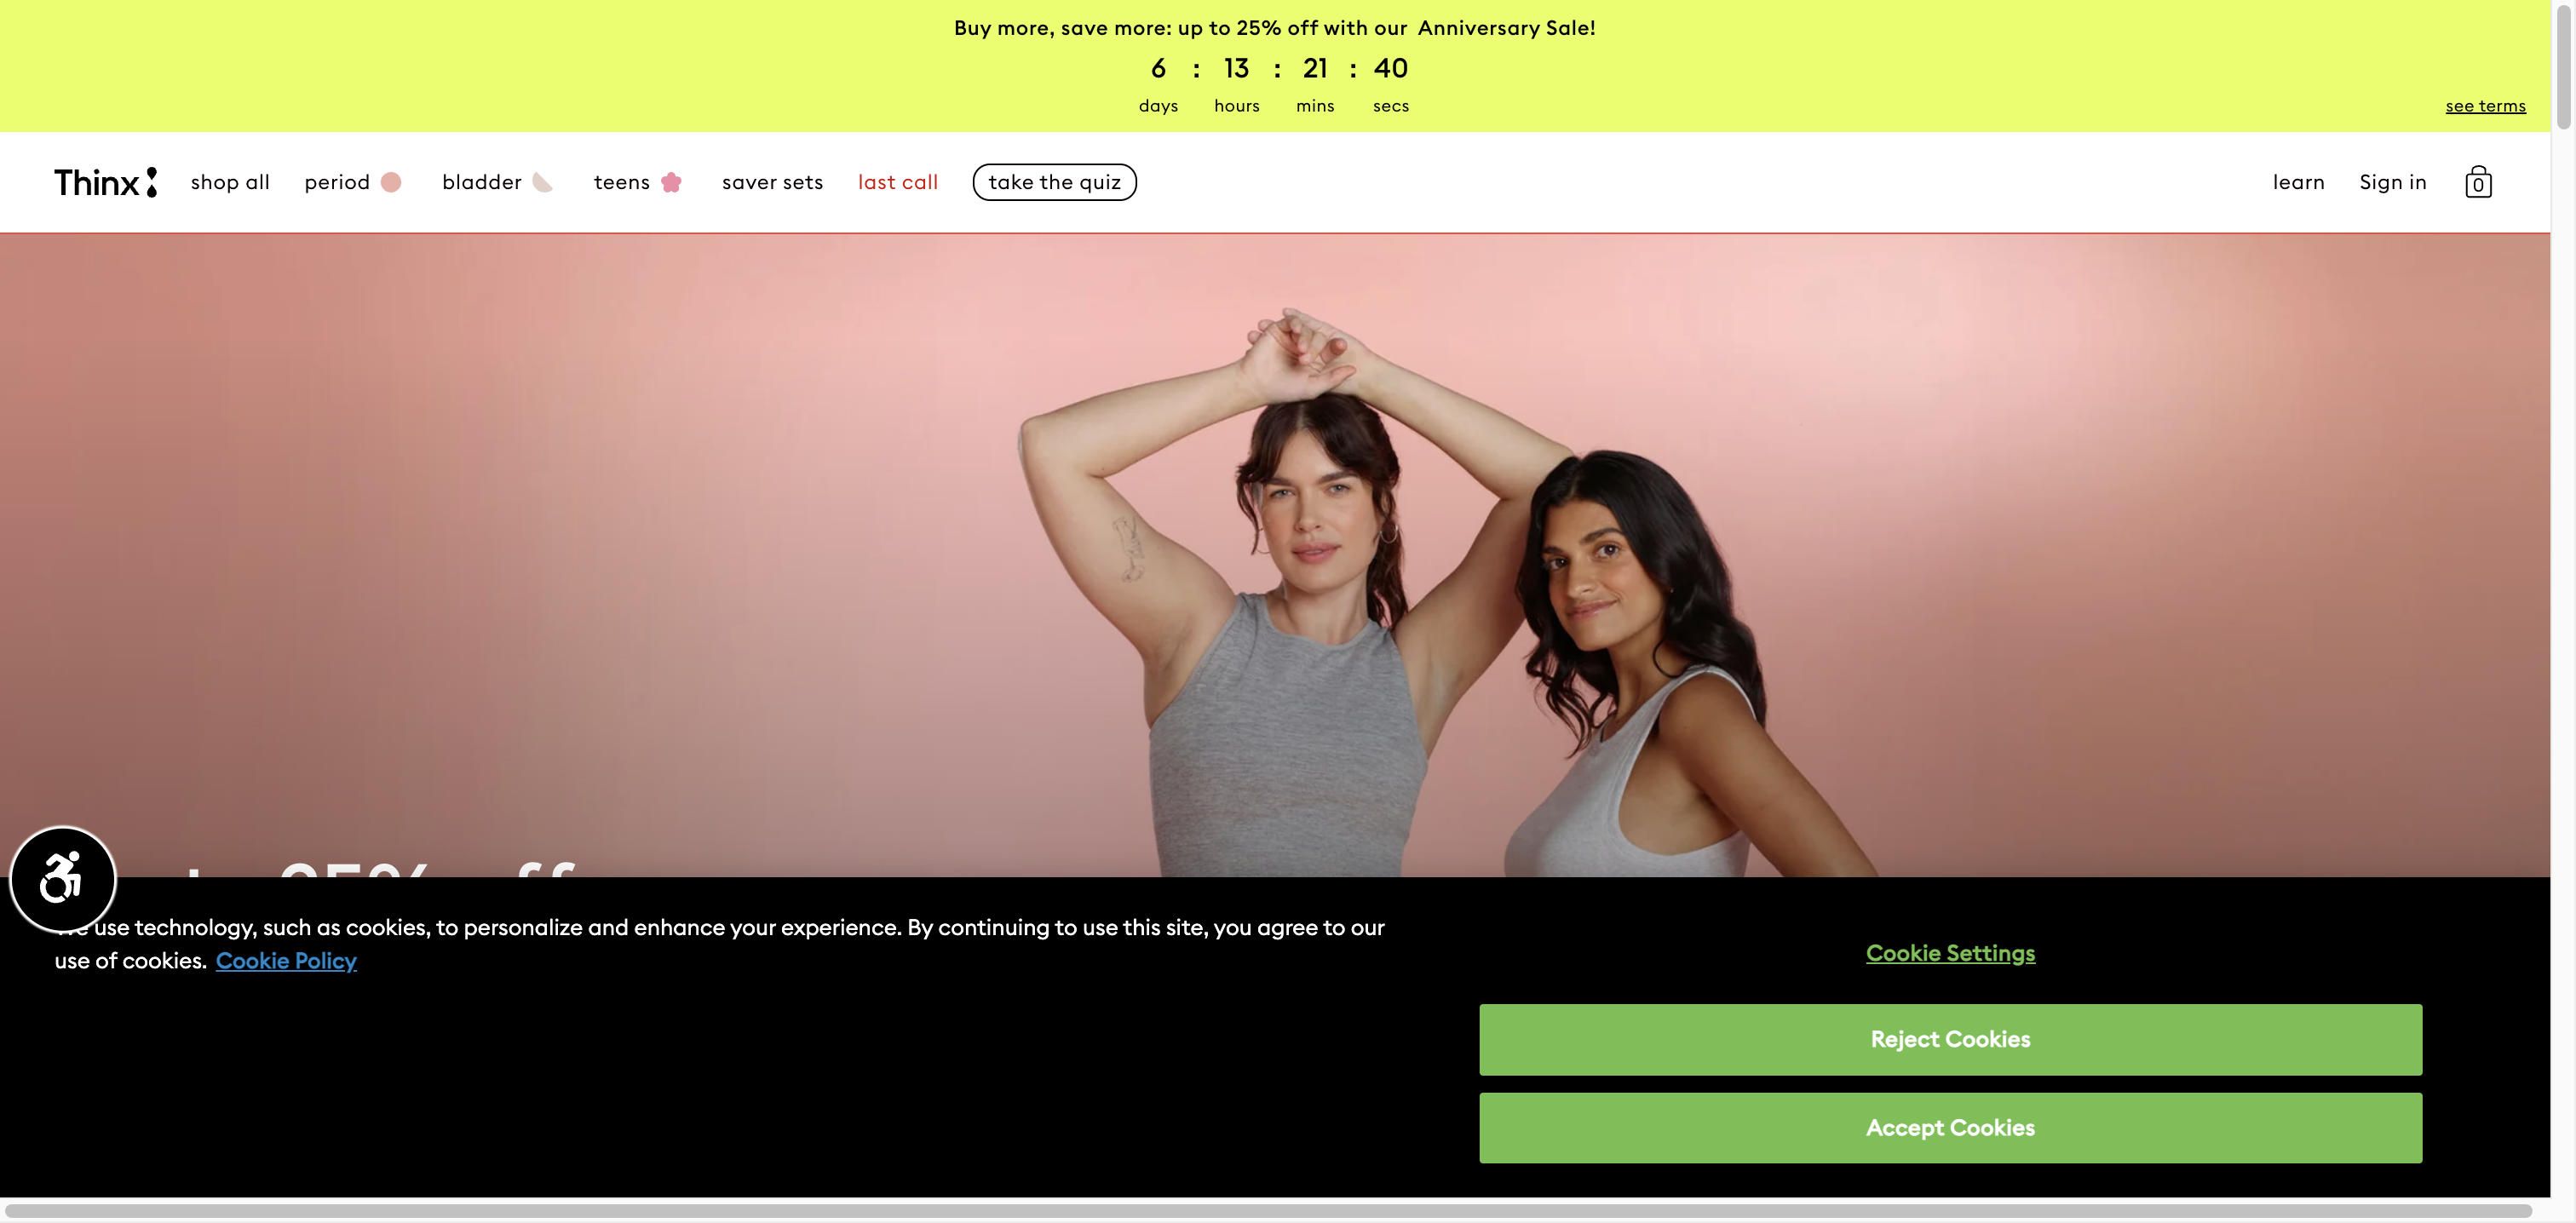 Buy more, save more: up to 25% off with our Anniversary Sale!
6 : 13 : 21 : 40
days hours mins secs
see terms
Thinx shop all period bladder teens saver sets last call take the quiz learn Sign in 0
25% off
We use technology, such as cookies, to personalize and enhance your experience. By continuing to use this site, you agree to our
use of cookies. Cookie Policy
Cookie Settings
Reject Cookies
Accept Cookies